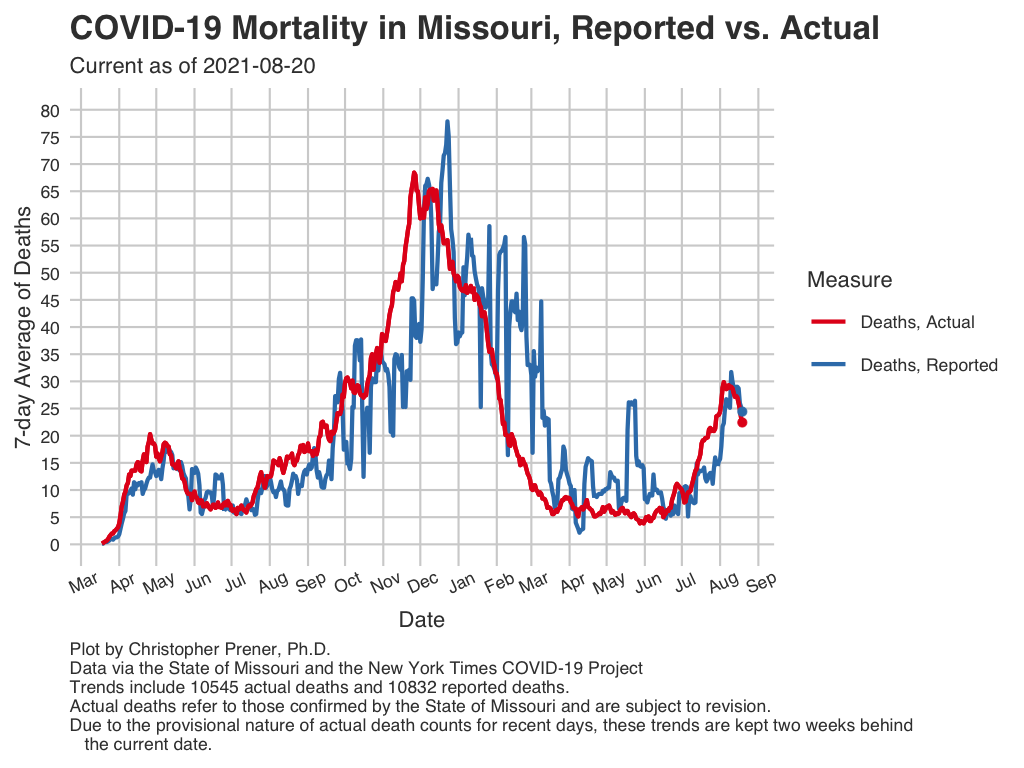 COVID-19 Mortality in Missouri, Reported vs. Actual
Current as of 2021-08-20
80
75
70
65
60
55
50
45
40
35
30
25
20
15
10
5
0
7-day Average of Deaths
Mar Apr May Jun Jul Aug Sep Oct Nov Dec Jan Feb Mar Apr May Jun Jul Aug Sep
Date
Measure
Deaths, Actual
Deaths, Reported
Plot by Christopher Prener, Ph.D.
Data via the State of Missouri and the New York Times COVID-19 Project
Trends include 10545 actual deaths and 10832 reported deaths.
Actual deaths refer to those confirmed by the State of Missouri and are subject to revision.
Due to the provisional nature of actual death counts for recent days, these trends are kept two weeks behind
the current date.